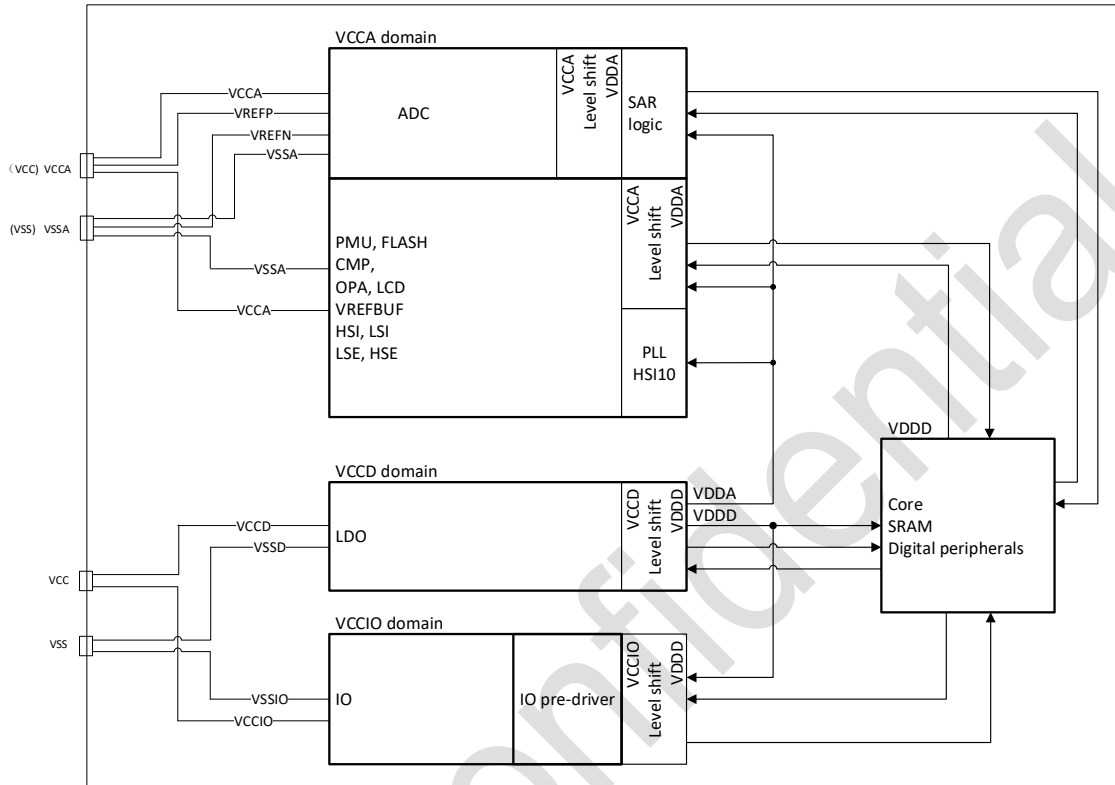 VCCA domain
VCCA
VREFP
VREFN
VSSA
ADC
VCCA
Level shift
VDDA
SAR
logic
(VCC) VCCA
(VSS) VSSA
VSSA
VCCA
PMU, FLASH
CMP,
OPA, LCD
VREFBUF
HSI, LSI
LSE, HSE
VCCA
Level shift
VDDA
PLL
HSI10
VDDD
Core
SRAM
Digital peripherals
VCCD domain
VCCD
VSSD
LDO
VCCD
Level shift
VDDD
VDDA
VDDD
VCC
VSS
VCCIO domain
VSSIO
VCCIO
IO
IO pre-driver
VCCIO
Level shift
VDDD
onfidential